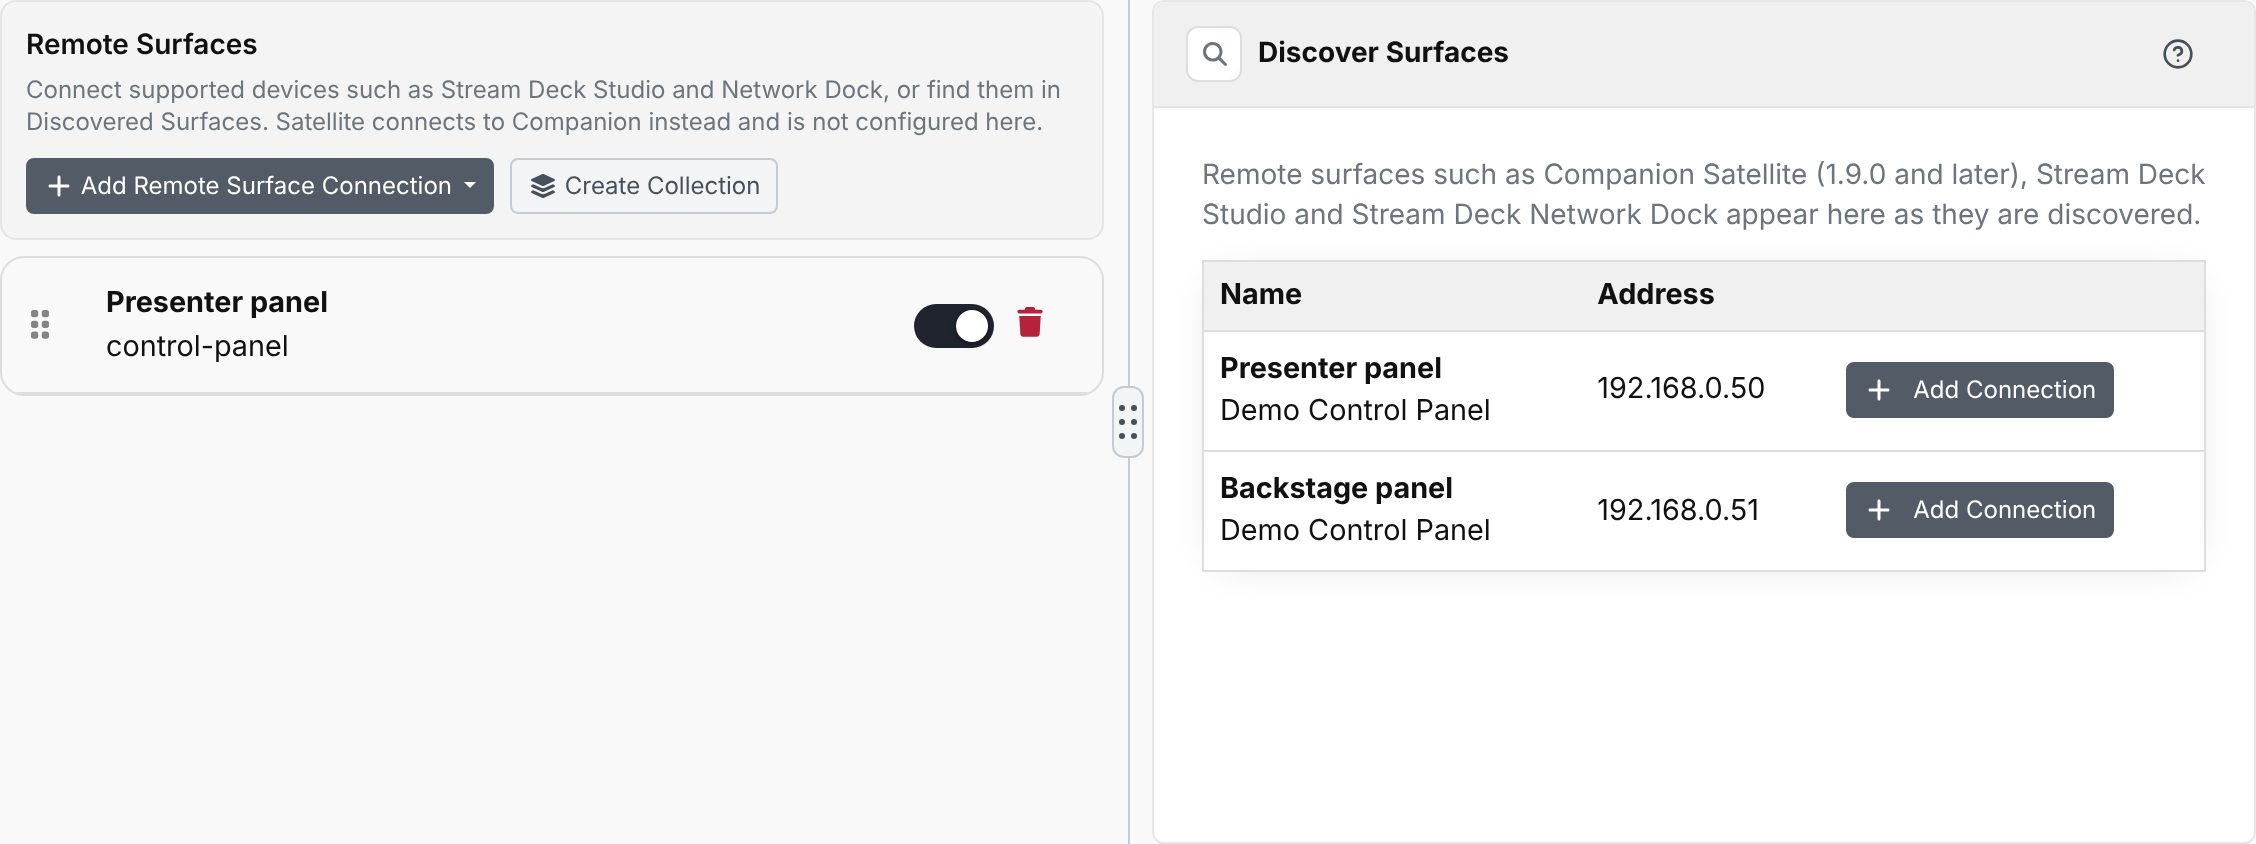 Remote Surfaces
Connect supported devices such as Stream Deck Studio and Network Dock, or find them in
Discovered Surfaces. Satellite connects to Companion instead and is not configured here.
Add Remote Surface Connection
Create Collection
Presenter panel
control-panel
Discover Surfaces
Remote surfaces such as Companion Satellite (1.9.0 and later), Stream Deck
Studio and Stream Deck Network Dock appear here as they are discovered.
Name Address
Presenter panel
Demo Control Panel
192.168.0.50
Add Connection
Backstage panel
Demo Control Panel
192.168.0.51
Add Connection